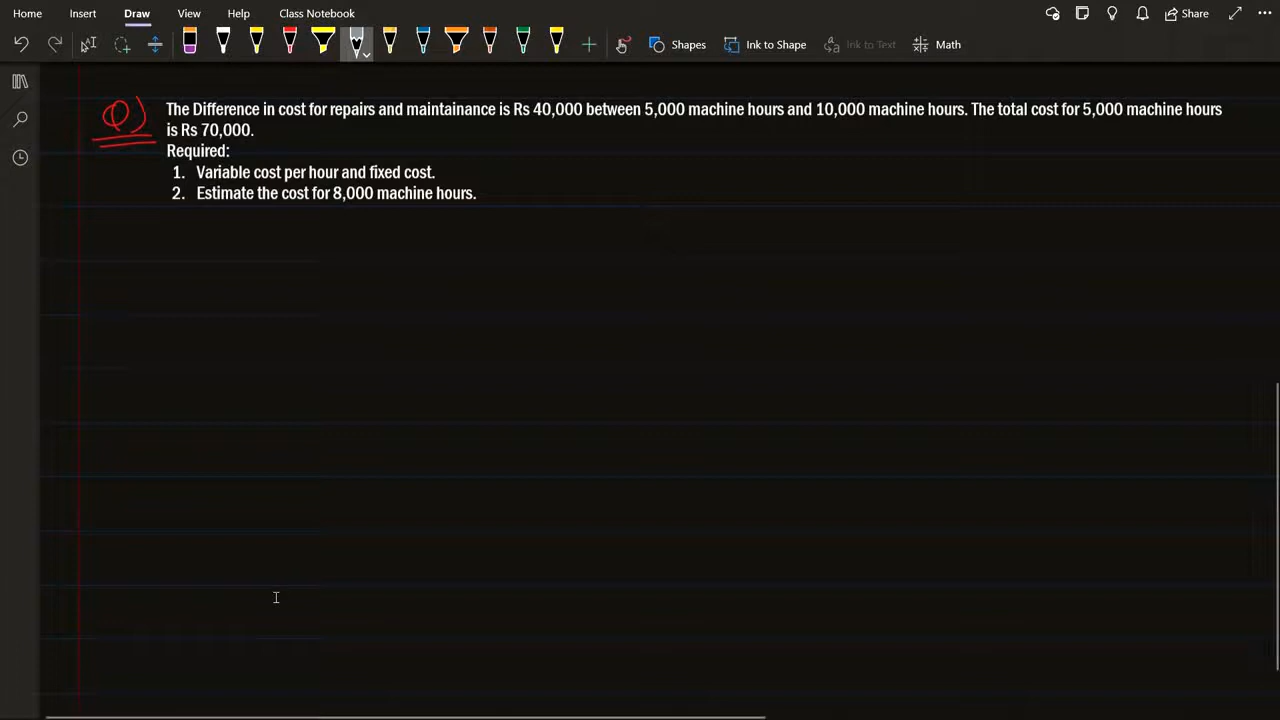 Home Insert Draw View Help Class Notebook
Share
Shapes Ink to Shape Ink to Text Math
Q) The Difference in cost for repairs and maintainance is Rs 40,000 between 5,000 machine hours and 10,000 machine hours. The total cost for 5,000 machine hours
is Rs 70,000.
Required:
1. Variable cost per hour and fixed cost.
2. Estimate the cost for 8,000 machine hours.